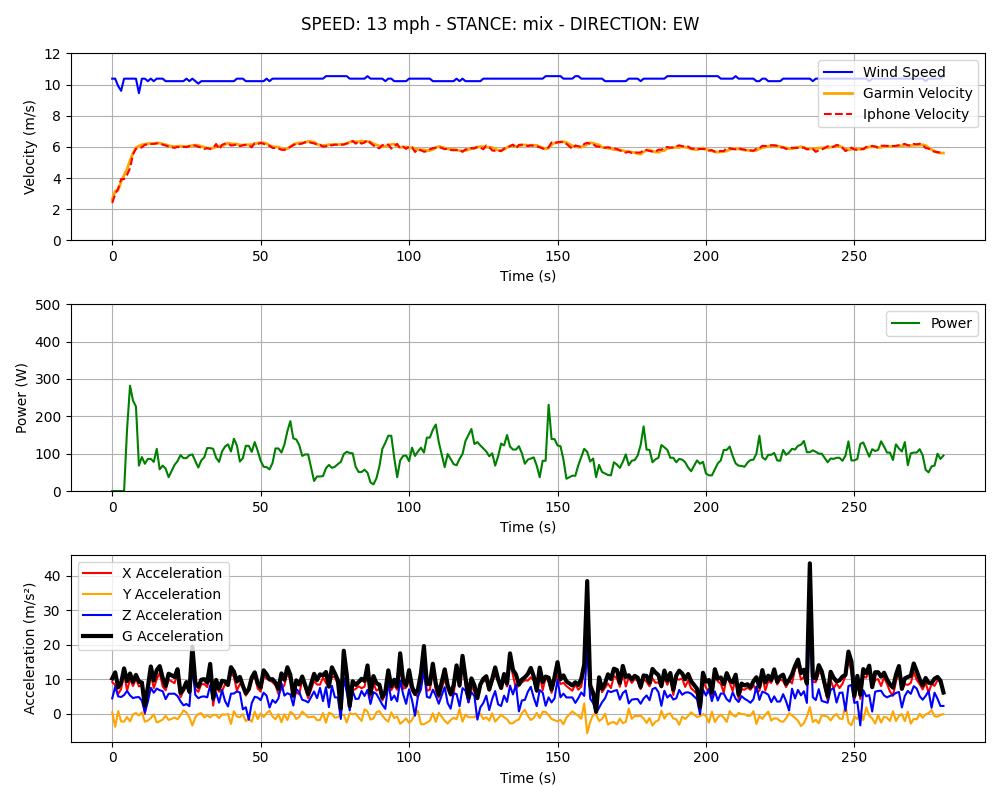 SPEED: 13 mph - STANCE: mix - DIRECTION: EW
12
10
8
6
4
2
0
Velocity (m/s)
Wind Speed
Garmin Velocity
Iphone Velocity
0 50 100 150 200 250
Time (s)
500
400
300
200
100
0
Power (W)
Power
0 50 100 150 200 250
Time (s)
40
30
20
10
0
Acceleration (m/s²)
X Acceleration
Y Acceleration
Z Acceleration
G Acceleration
0 50 100 150 200 250
Time (s)